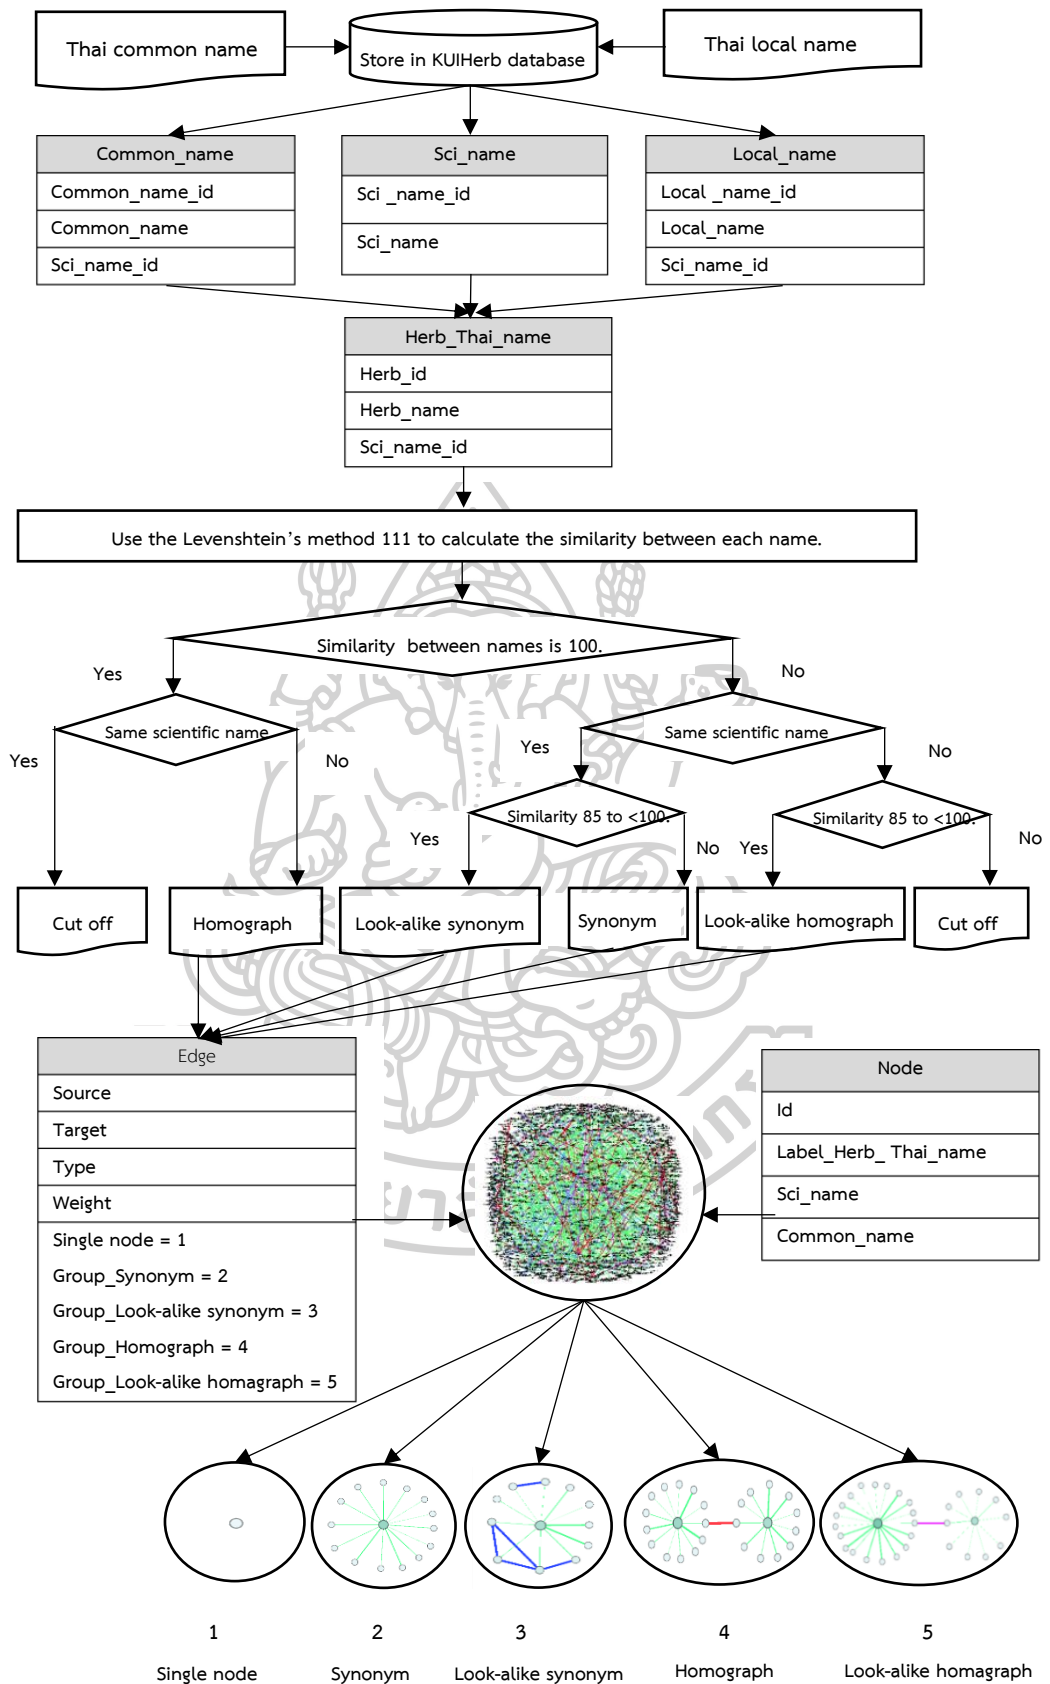 Thai common name
Store in KUIHerb database
Thai local name
Common_name
Common_name_id
Common_name
Sci_name_id
Sci_name
Sci _name_id
Sci_name
Local_name
Local _name_id
Local_name
Sci_name_id
Herb_Thai_name
Herb_id
Herb_name
Sci_name_id
Use the Levenshtein's method 111 to calculate the similarity between each name.
Similarity between names is 100.
Yes
No
Same scientific name
Same scientific name
Yes
No
Yes
No
Similarity 85 to <100.
Similarity 85 to <100.
Yes
No
Yes
No
Cut off
Homograph
Look-alike synonym
Synonym
Look-alike homograph
Cut off
Edge
Source
Target
Type
Weight
Single node = 1
Group_Synonym = 2
Group_Look-alike synonym = 3
Group_Homograph = 4
Group_Look-alike homagraph = 5
Node
Id
Label_Herb_ Thai_name
Sci_name
Common_name
1
2
3
4
5
Single node
Synonym
Look-alike synonym
Homograph
Look-alike homagraph